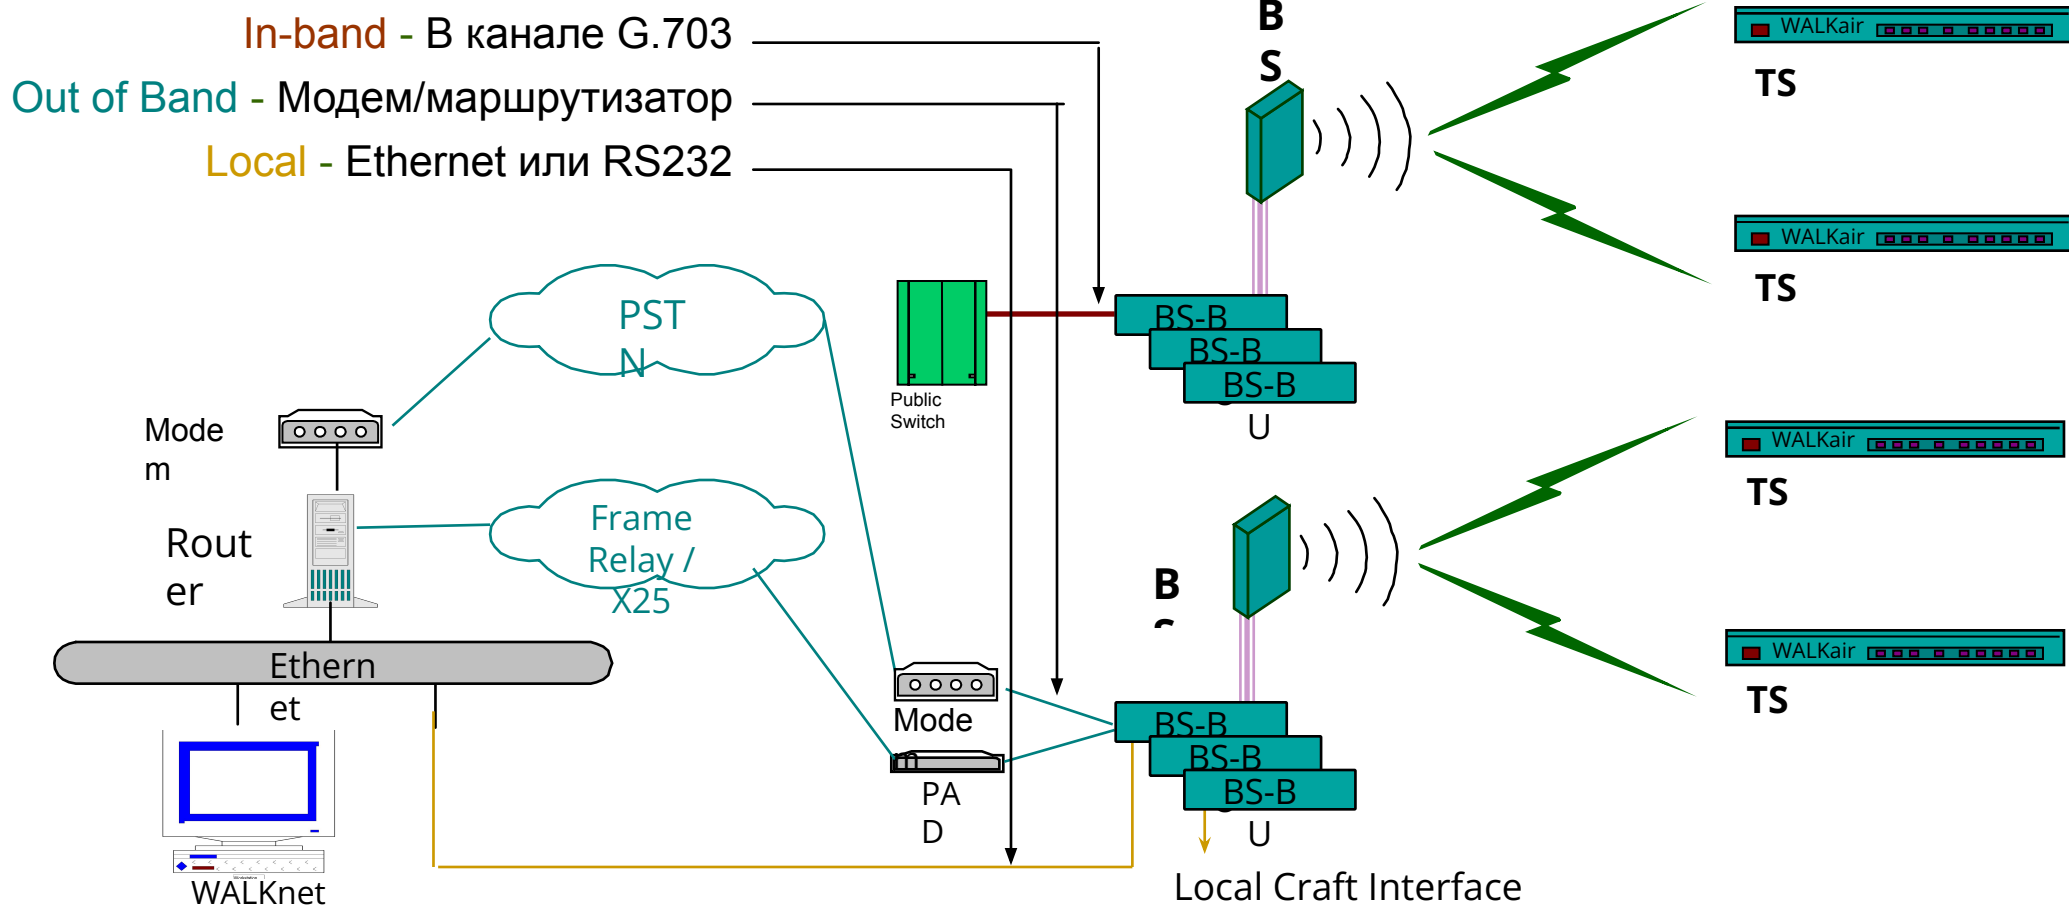 In-band - В канале G.703
Out of Band - Модем/маршрутизатор
Local - Ethernet или RS232
B
S
WALKair
TS
WALKair
TS
PST
N
Public
Switch
BS-B
BS-B
BS-B
U
Mode
m
Rout
er
Frame
Relay /
X25
Ethern
et
WALKnet
Mode
PA
D
B
WALKair
TS
WALKair
TS
BS-B
BS-B
BS-B
U
Local Craft Interface